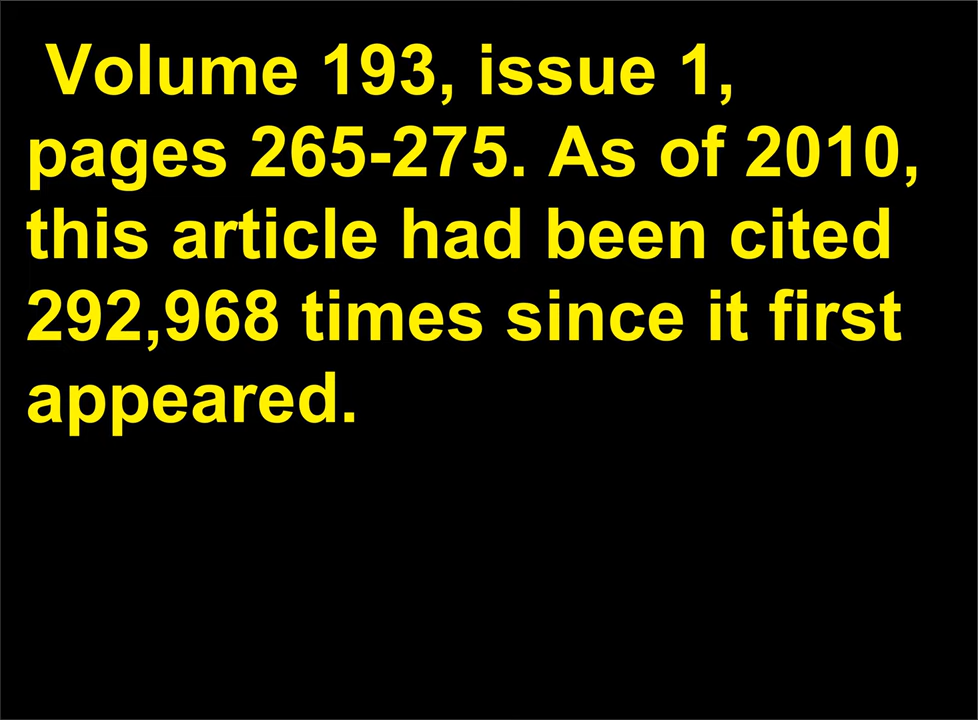 Volume 193, issue 1,
pages 265-275. As of 2010,
this article had been cited
292,968 times since it first
appeared.